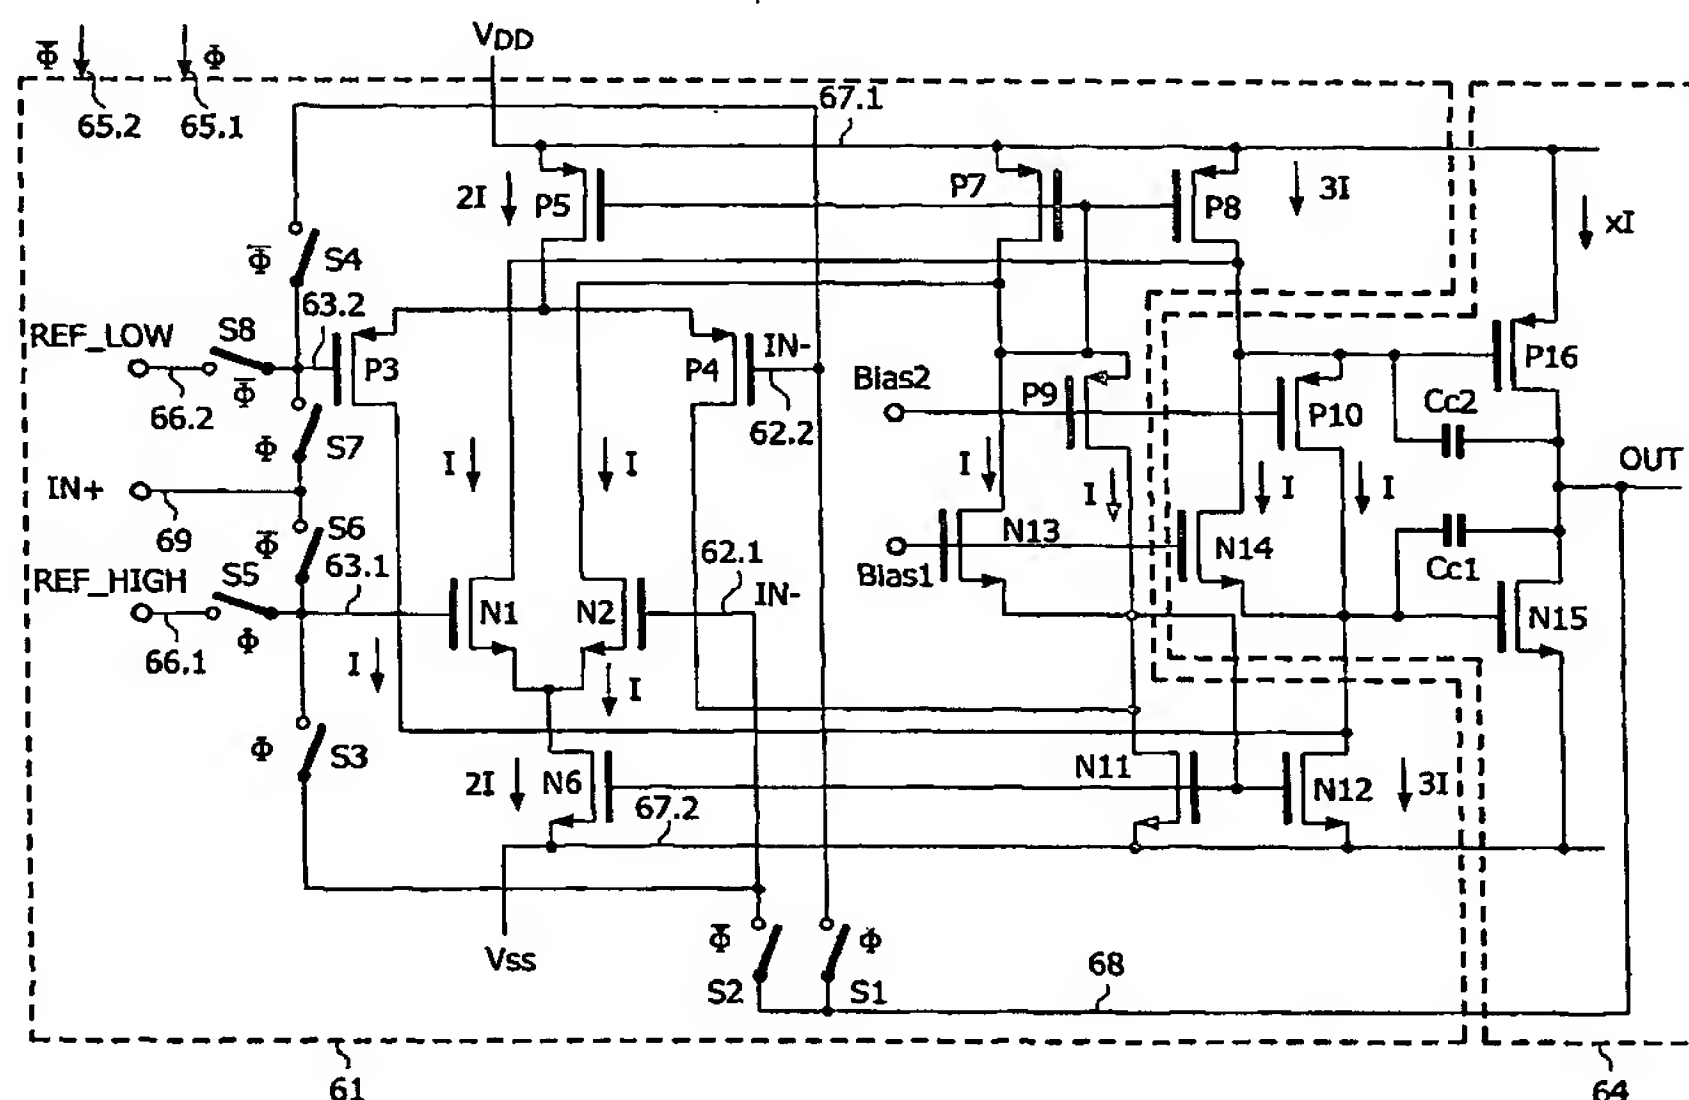 Φ̅
Φ
65.2
65.1
VDD
67.1
2I
P5
P7
P8
3I
xI
Φ̅
S4
63.2
REF_LOW
S8
Φ̅
66.2
P3
P4
IN-
62.2
Φ
S7
IN+
69
S6
Φ̅
63.1
REF_HIGH
S5
Φ
66.1
Φ
S3
I
I
I
N1
N2
62.1
IN-
I
2I
N6
67.2
VSS
Bias2
P9
P10
P16
Cc2
I
I
I
I
OUT
N13
N14
Bias1
Cc1
N15
N11
N12
3I
Φ̅
S2
Φ
S1
68
61
64